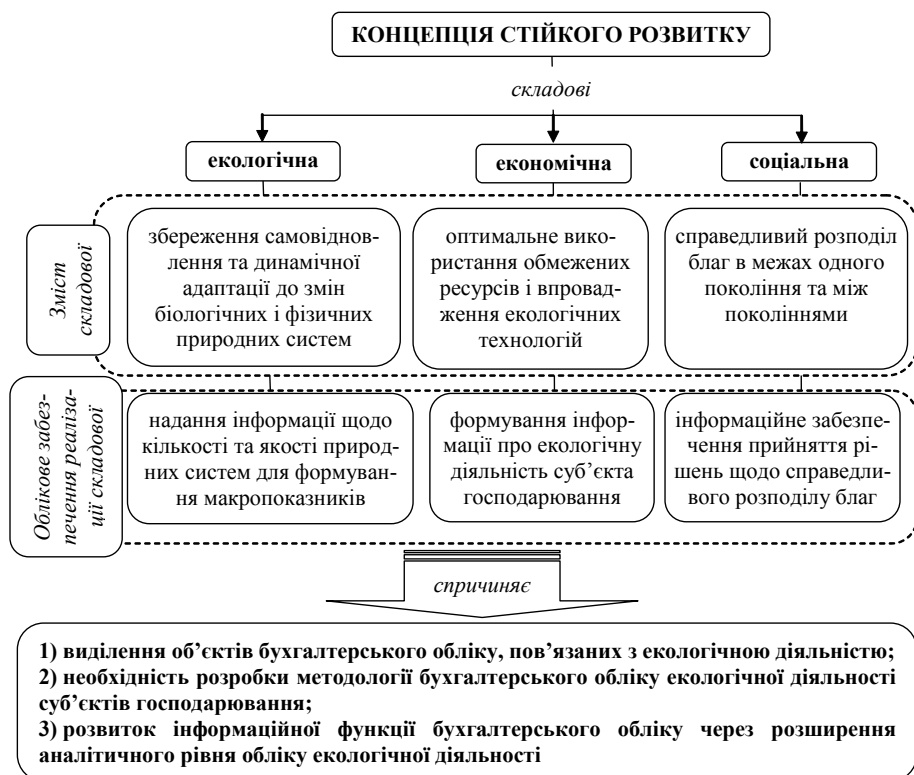 КОНЦЕПЦІЯ СТІЙКОГО РОЗВИТКУ
складові
екологічна
економічна
соціальна
Зміст
складової
збереження самовіднов-
лення та динамічної
адаптації до змін
біологічних і фізичних
природних систем
оптимальне вико-
ристання обмежених
ресурсів і впровад-
ження екологічних
технологій
справедливий розподіл
благ в межах одного
покоління та між
поколіннями
Облікове забез-
печення реаліза-
ції складової
надання інформації щодо
кількості та якості природ-
них систем для формуван-
ня макропоказників
формування інфор-
мації про екологічну
діяльність суб’єкта
господарювання
інформаційне забезпе-
чення прийняття рі-
шень щодо справедли-
вого розподілу благ
спричиняє
1) виділення об’єктів бухгалтерського обліку, пов’язаних з екологічною діяльністю;
2) необхідність розробки методології бухгалтерського обліку екологічної діяльності
суб’єктів господарювання;
3) розвиток інформаційної функції бухгалтерського обліку через розширення
аналітичного рівня обліку екологічної діяльності